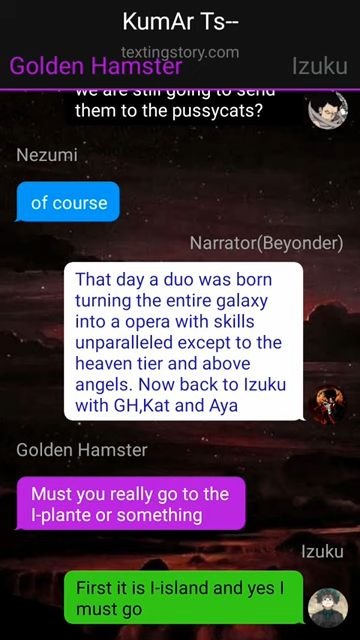 KumAr Ts--
textingstory.com
Golden Hamster
Izuku
we are still going to send
them to the pussycats?
Nezumi
of course
Narrator(Beyonder)
That day a duo was born
turning the entire galaxy
into a opera with skills
unparalleled except to the
heaven tier and above
angels. Now back to Izuku
with GH,Kat and Aya
Golden Hamster
Must you really go to the
I-plante or something
Izuku
First it is I-island and yes I
must go